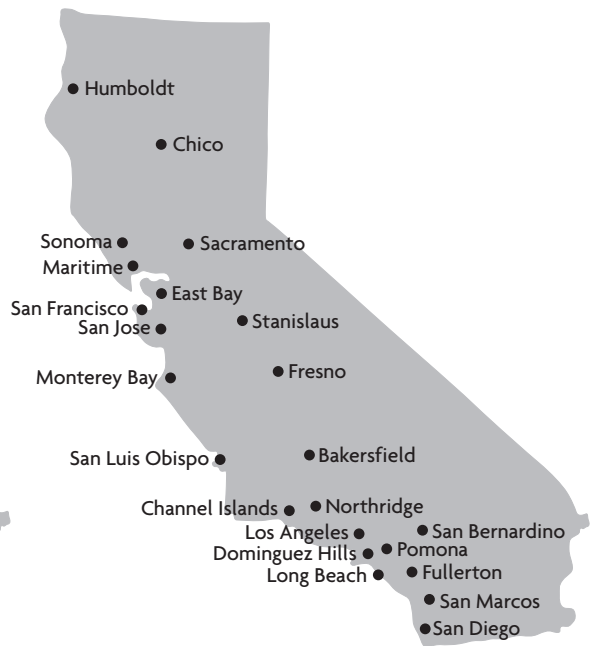 Humboldt
Chico
Sonoma
Sacramento
Maritime
East Bay
San Francisco
Stanislaus
San Jose
Fresno
Monterey Bay
Bakersfield
San Luis Obispo
Northridge
Channel Islands
San Bernardino
Los Angeles
Pomona
Dominguez Hills
Fullerton
Long Beach
San Marcos
San Diego